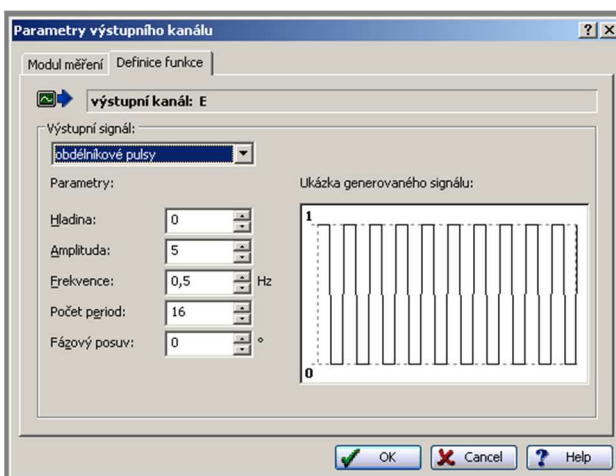 Parametry výstupního kanálu
Modul měření
Definice funkce
výstupní kanál: E
Výstupní signál:
obdélníkové pulsy
Parametry:
Ukázka generovaného signálu:
Hladina: 0
Amplituda: 5
Frekvence: 0,5 Hz
Počet period: 16
Fázový posuv: 0 °
1
0
OK
Cancel
Help